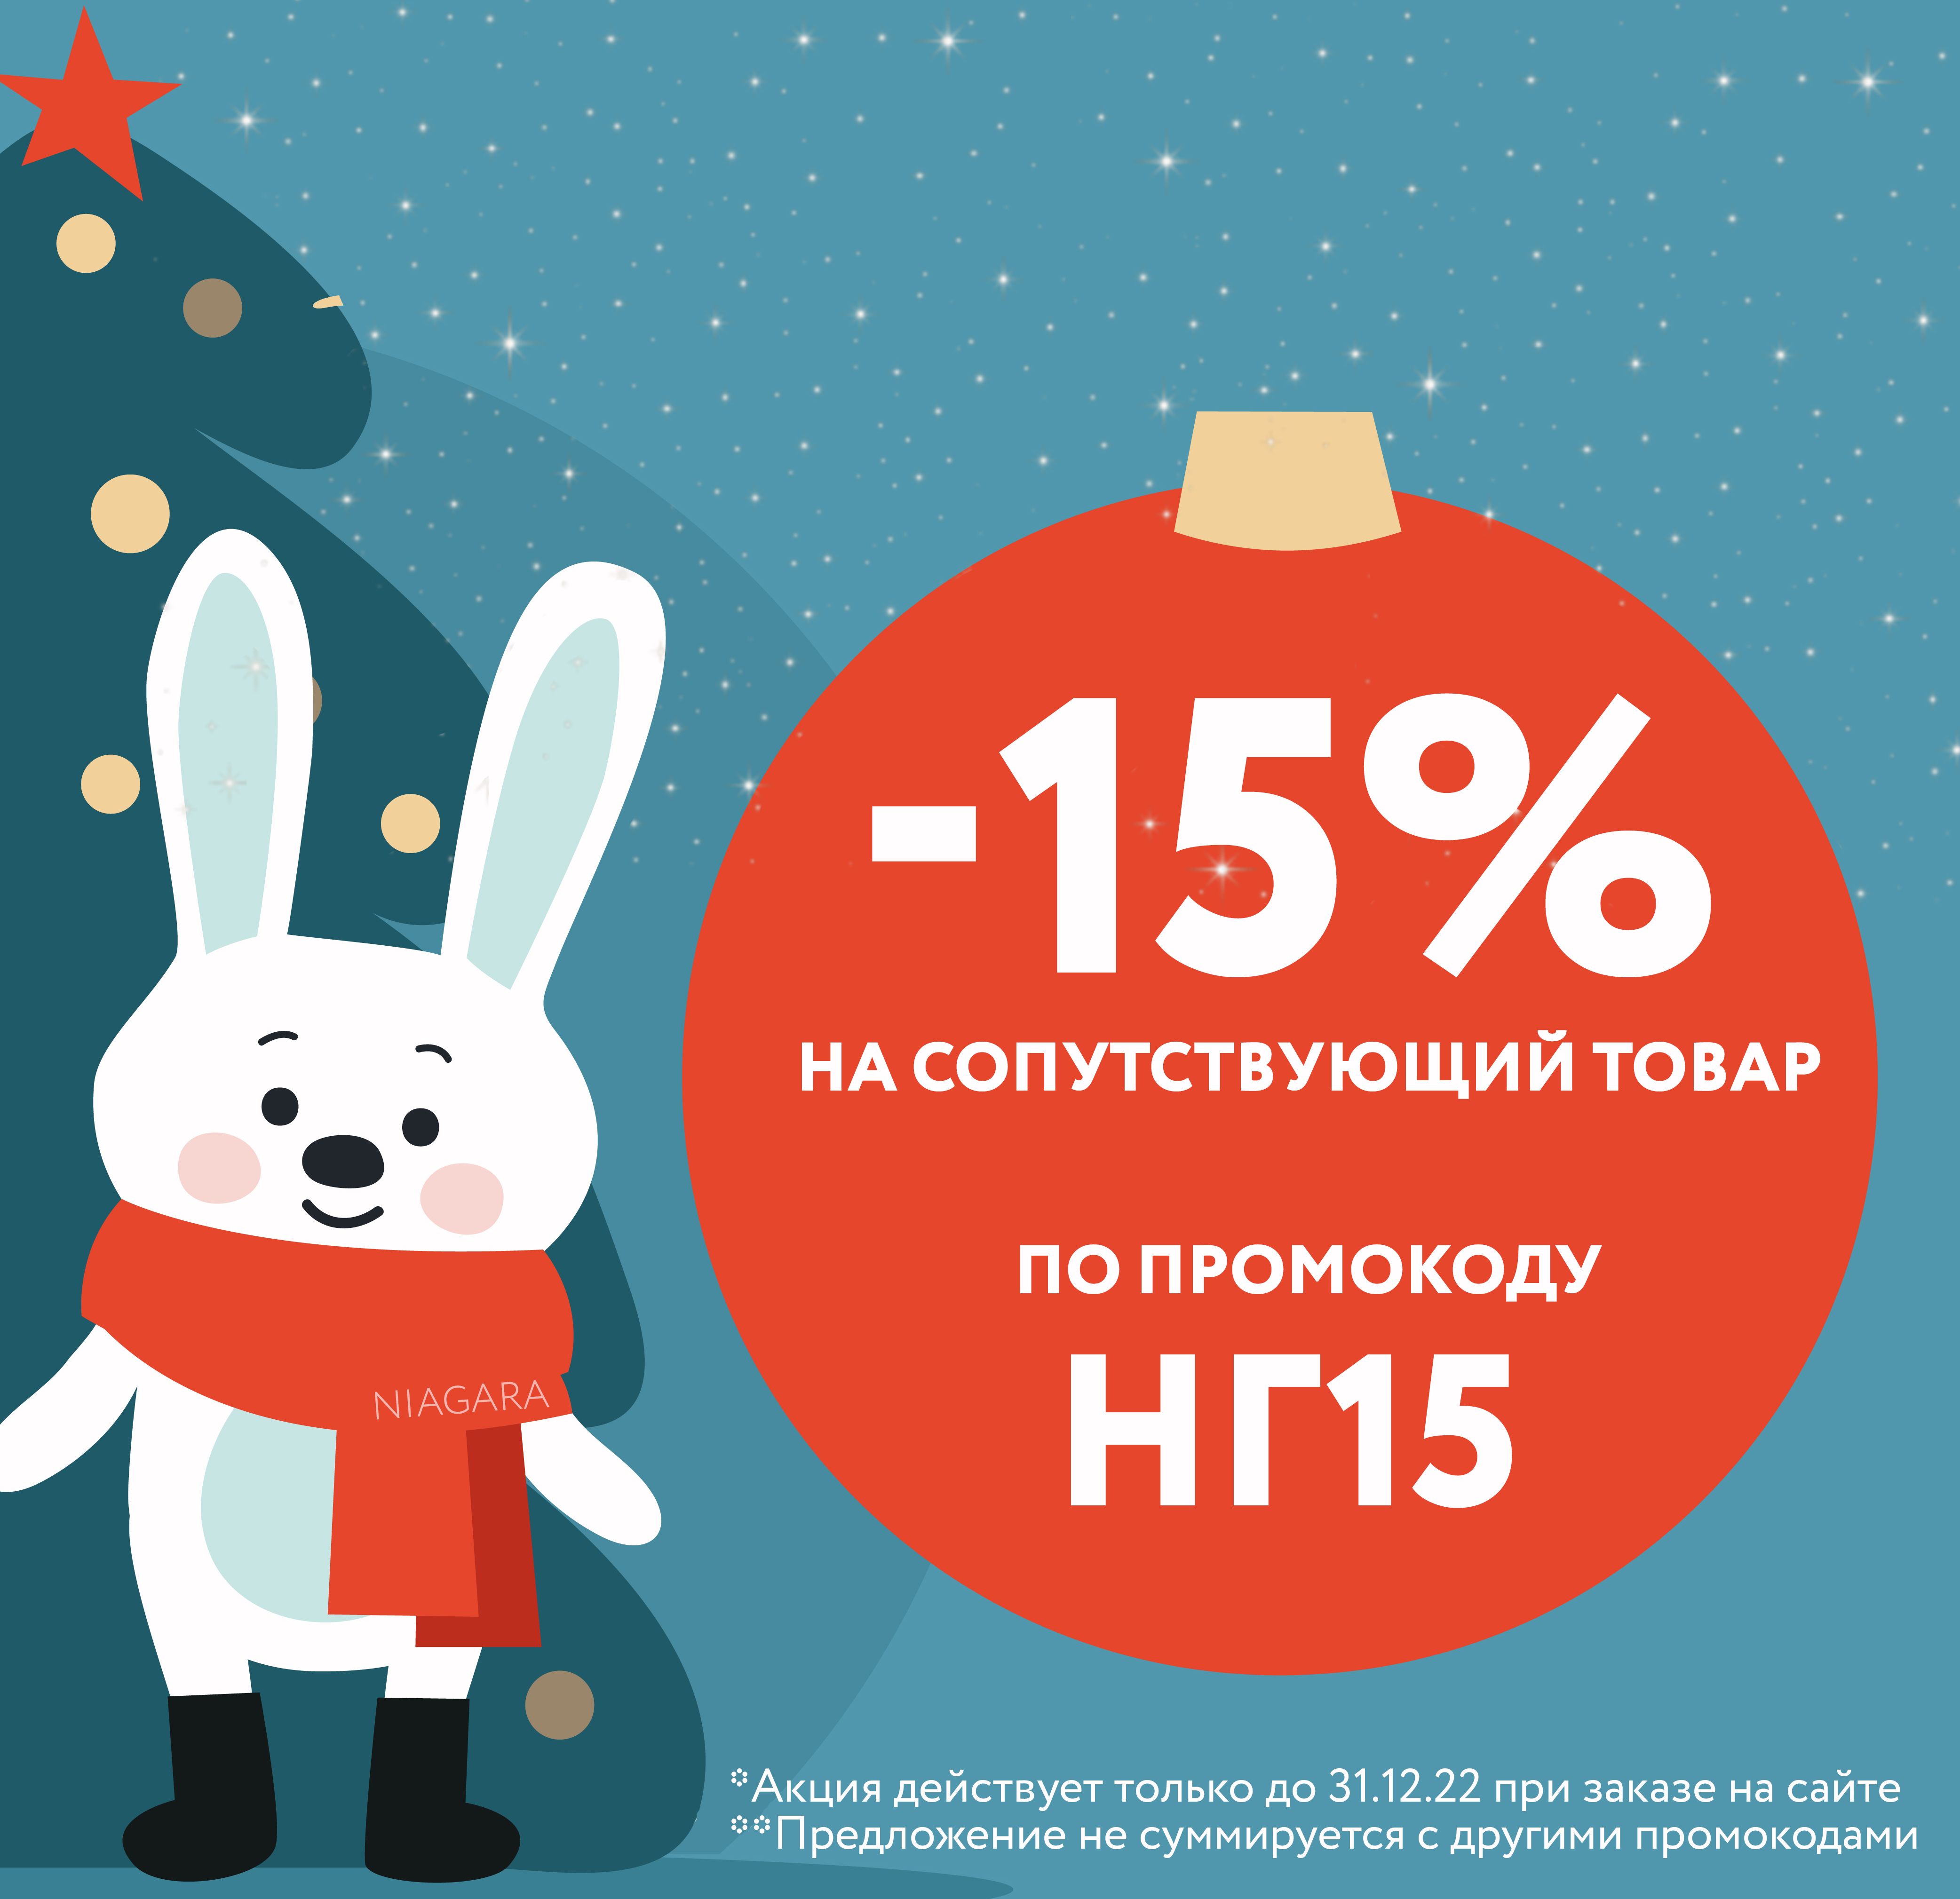 -15%
НА СОПУТСТВУЮЩИЙ ТОВАР
ПО ПРОМОКОДУ
НГ15
NIAGARA
*Акция действует только до 31.12.22 при заказе на сайте
**Предложение не суммируется с другими промокодами